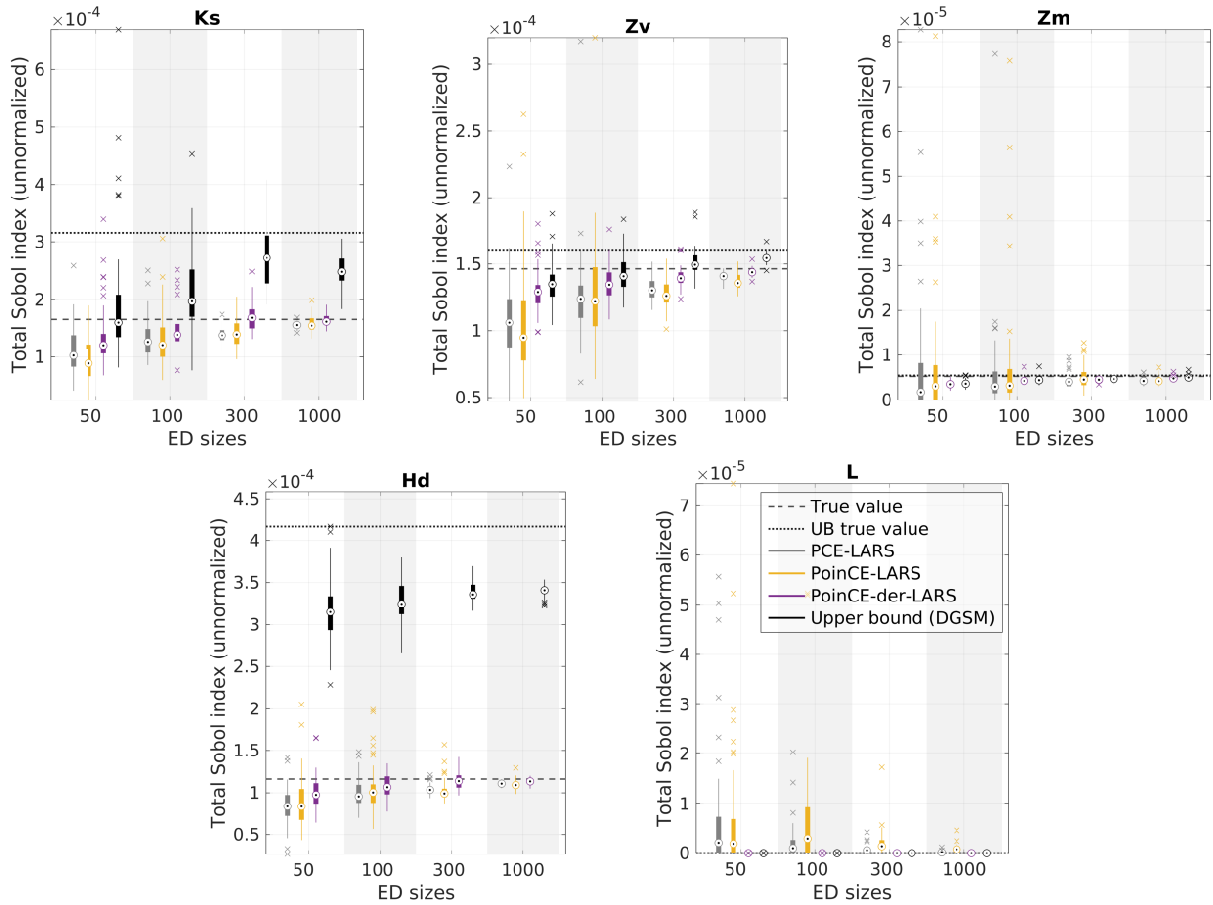 Ks
×10⁻⁴
Total Sobol index (unnormalized)
6
5
4
3
2
1
50 100 300 1000
ED sizes
Zv
×10⁻⁴
Total Sobol index (unnormalized)
3
2.5
2
1.5
1
0.5
50 100 300 1000
ED sizes
Zm
×10⁻⁵
Total Sobol index (unnormalized)
8
7
6
5
4
3
2
1
0
50 100 300 1000
ED sizes
Hd
×10⁻⁴
Total Sobol index (unnormalized)
4.5
4
3.5
3
2.5
2
1.5
1
0.5
50 100 300 1000
ED sizes
L
×10⁻⁵
Total Sobol index (unnormalized)
7
6
5
4
3
2
1
0
50 100 300 1000
ED sizes
True value
UB true value
PCE-LARS
PoinCE-LARS
PoinCE-der-LARS
Upper bound (DGSM)